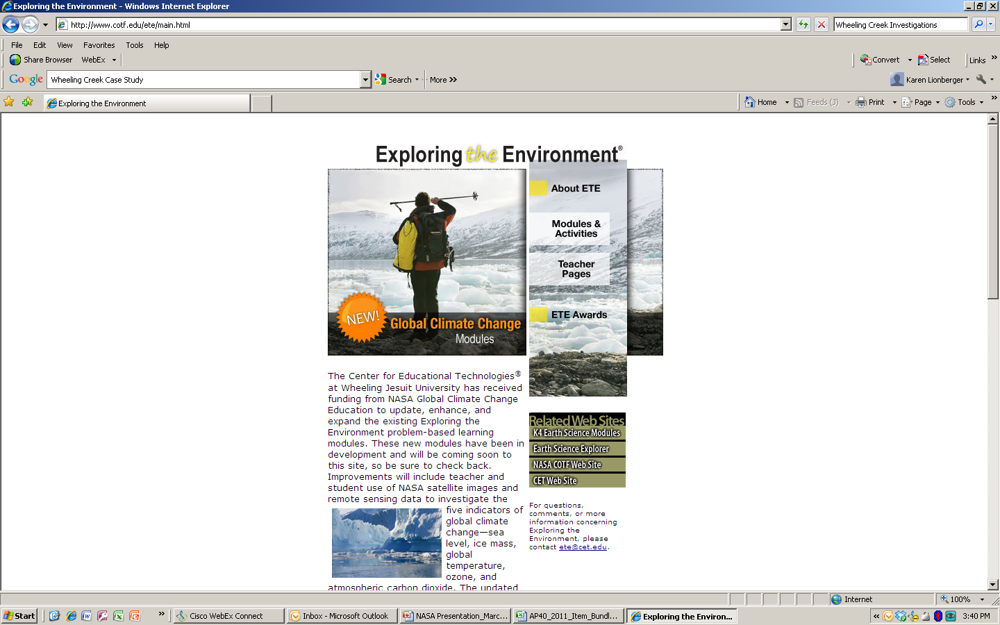 Exploring the Environment - Windows Internet Explorer
http://www.cotf.edu/ete/main.html
Wheeling Creek Investigations
File Edit View Favorites Tools Help
Share Browser WebEx
Convert Select Links »
Google Wheeling Creek Case Study Search More »
Karen Lionberger
Exploring the Environment
Home Feeds (J) Print Page Tools »
Exploring the Environment®
About ETE
Modules &
Activities
Teacher
Pages
ETE Awards
NEW!
Global Climate Change
Modules
The Center for Educational Technologies®
at Wheeling Jesuit University has received
funding from NASA Global Climate Change
Education to update, enhance, and
expand the existing Exploring the
Environment problem-based learning
modules. These new modules have been in
development and will be coming soon to
this site, so be sure to check back.
Improvements will include teacher and
student use of NASA satellite images and
remote sensing data to investigate the
five indicators of
global climate
change—sea
level, ice mass,
global
temperature,
ozone, and
atmospheric carbon dioxide. The updated
Related Web Sites
K4 Earth Science Modules
Earth Science Explorer
NASA COTF Web Site
CET Web Site
For questions,
comments, or more
information concerning
Exploring the
Environment, please
contact ete@cet.edu.
Internet 100%
Start » Cisco WebEx Connect Inbox - Microsoft Outlook NASA Presentation_Marc... AP40_2011_Item_Bundl... Exploring the Environ... « 3:40 PM